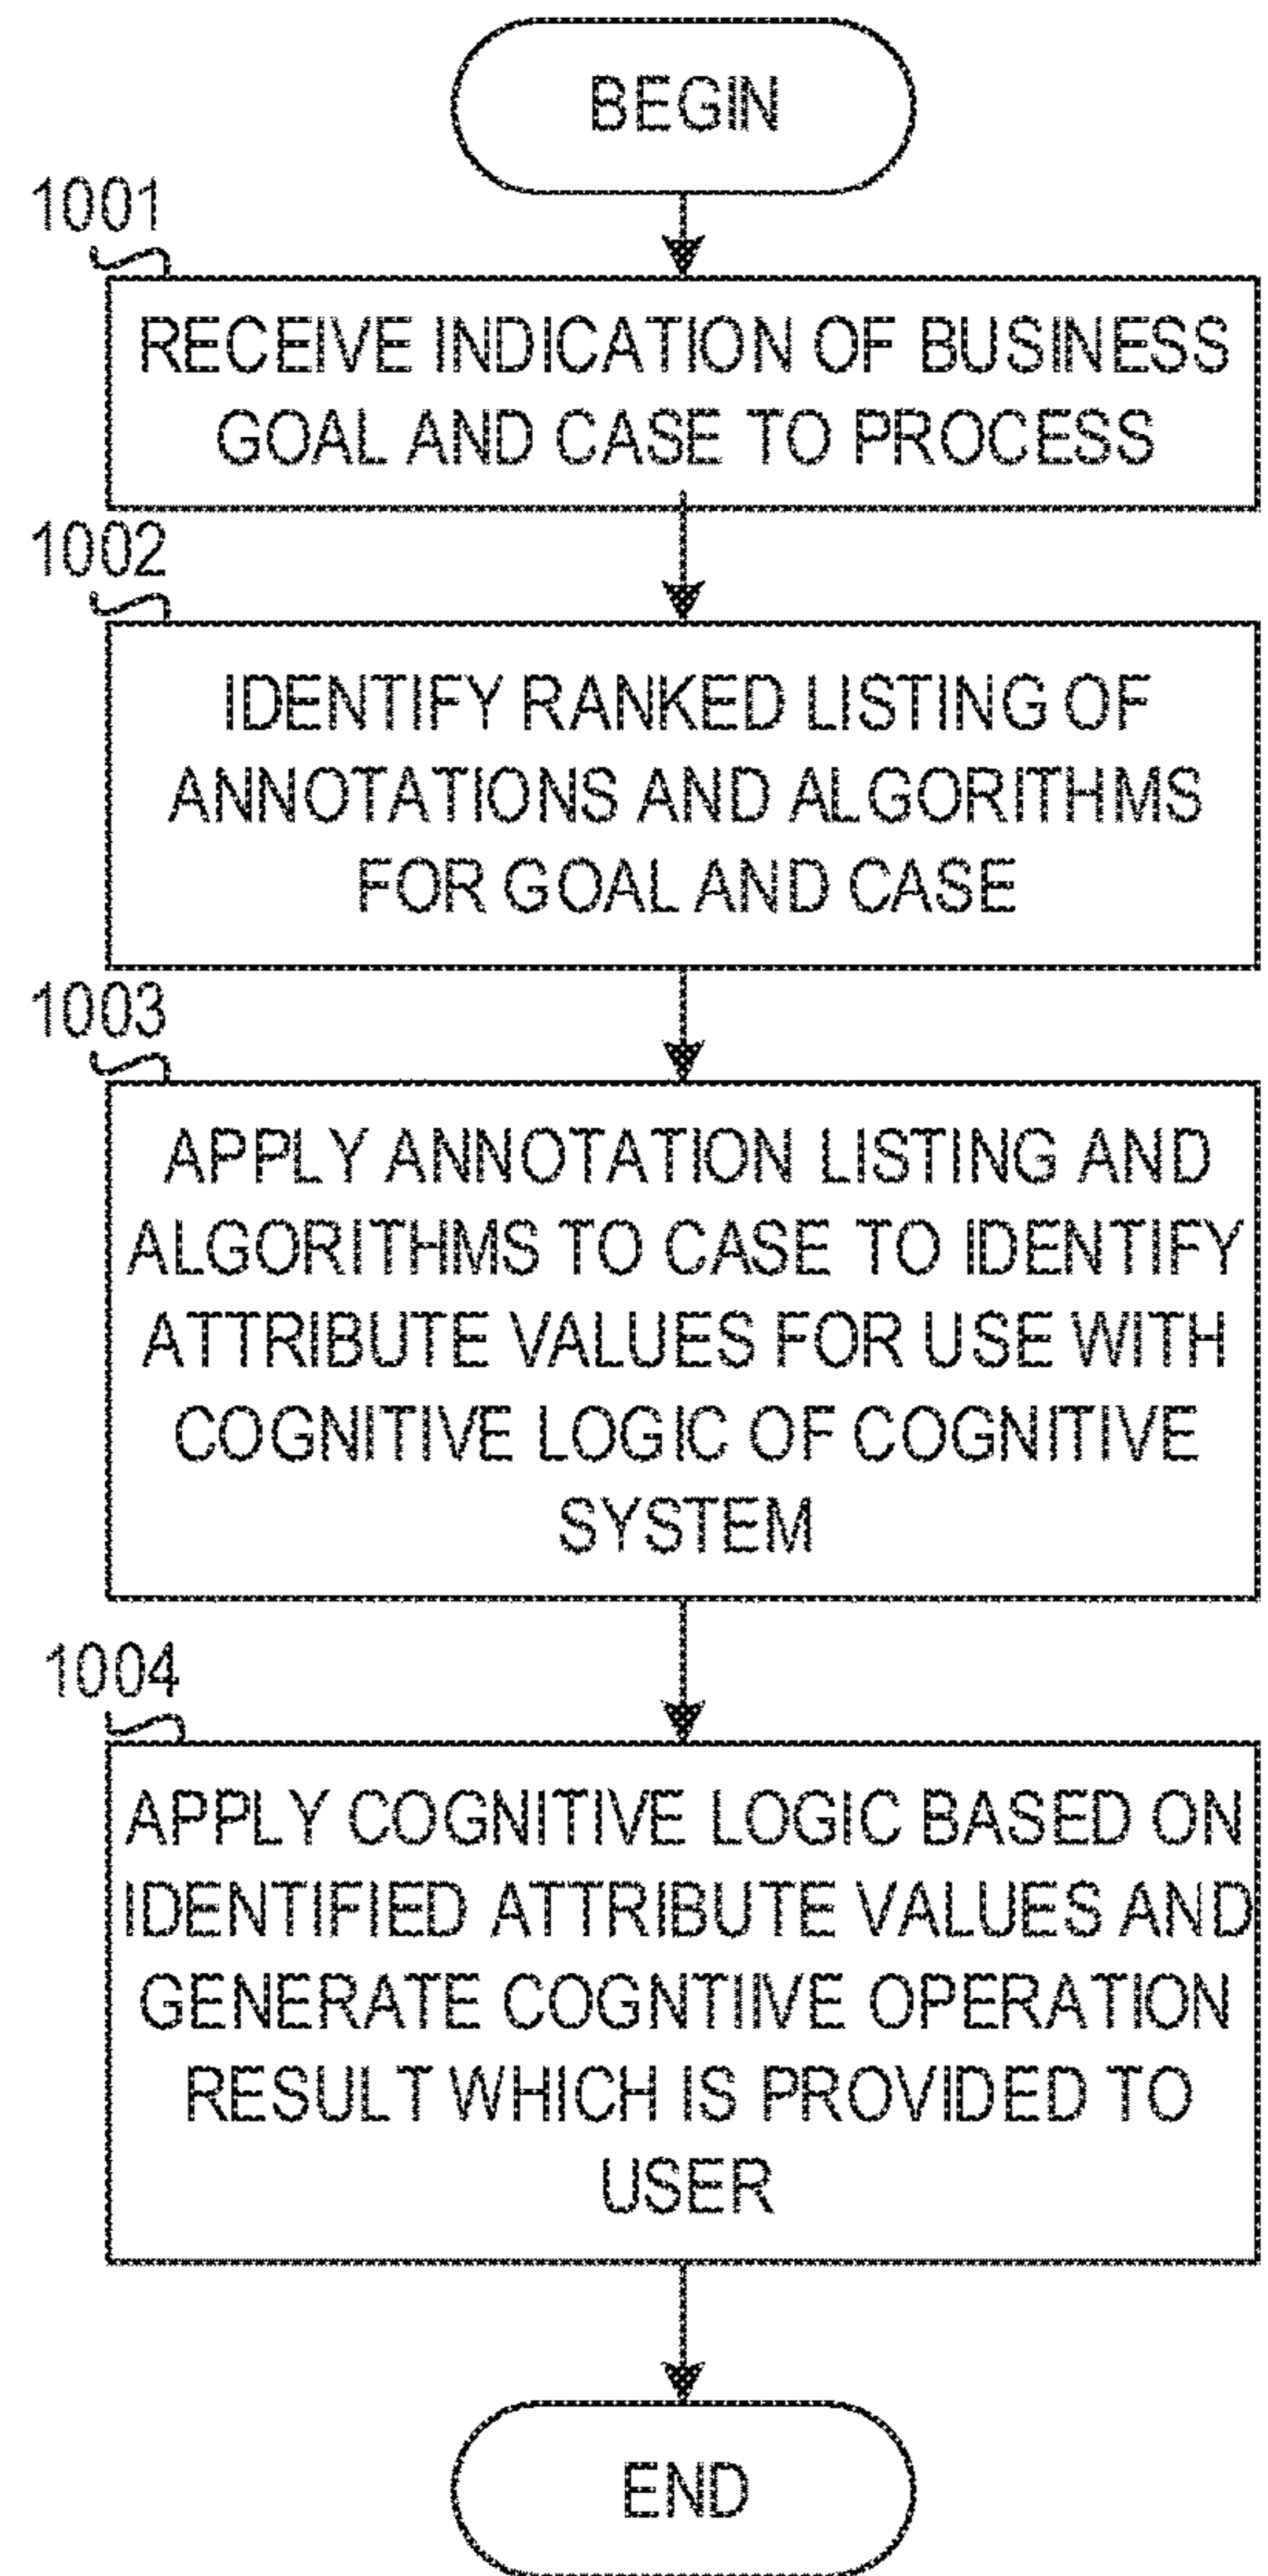 BEGIN
1001
RECEIVE INDICATION OF BUSINESS
GOAL AND CASE TO PROCESS
1002
IDENTIFY RANKED LISTING OF
ANNOTATIONS AND ALGORITHMS
FOR GOAL AND CASE
1003
APPLY ANNOTATION LISTING AND
ALGORITHMS TO CASE TO IDENTIFY
ATTRIBUTE VALUES FOR USE WITH
COGNITIVE LOGIC OF COGNITIVE
SYSTEM
1004
APPLY COGNITIVE LOGIC BASED ON
IDENTIFIED ATTRIBUTE VALUES AND
GENERATE COGNTIIVE OPERATION
RESULT WHICH IS PROVIDED TO
USER
END